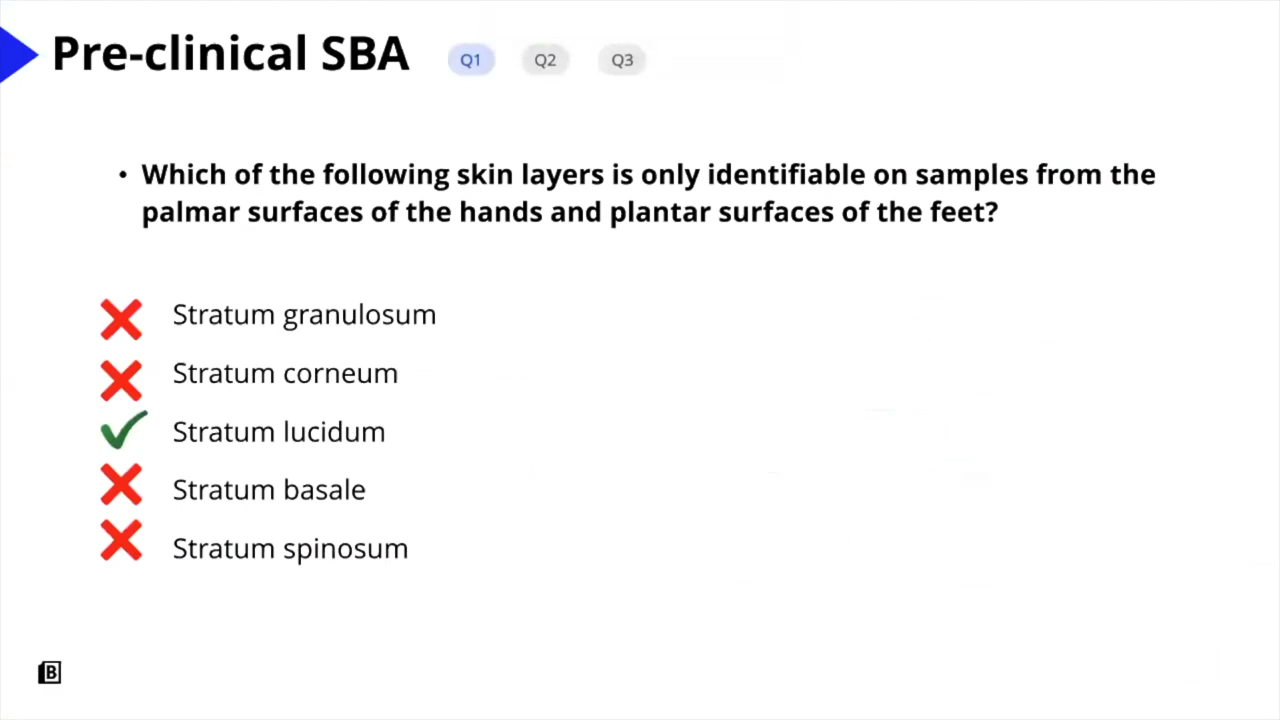 Pre-clinical SBA
Q1 Q2 Q3
• Which of the following skin layers is only identifiable on samples from the
palmar surfaces of the hands and plantar surfaces of the feet?
Stratum granulosum
Stratum corneum
Stratum lucidum
Stratum basale
Stratum spinosum
B